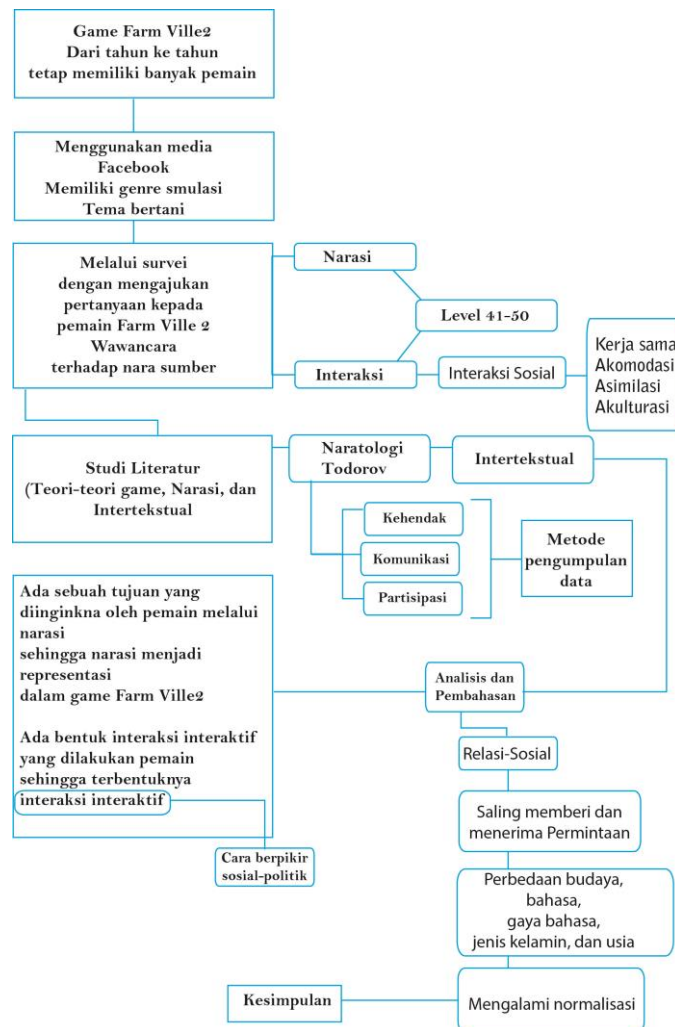 Game Farm Ville2
Dari tahun ke tahun
tetap memiliki banyak pemain
Menggunakan media
Facebook
Memiliki genre smulasi
Tema bertani
Melalui survei
dengan mengajukan
pertanyaan kepada
pemain Farm Ville 2
Wawancara
terhadap nara sumber
Narasi
Level 41-50
Interaksi
Interaksi Sosial
Kerja sama
Akomodasi
Asimilasi
Akulturasi
Studi Literatur
(Teori-teori game, Narasi, dan
Intertekstual
Naratologi
Todorov
Intertekstual
Kehendak
Komunikasi
Partisipasi
Metode
pengumpulan
data
Ada sebuah tujuan yang
diinginkna oleh pemain melalui
narasi
sehingga narasi menjadi
representasi
dalam game Farm Ville2
Ada bentuk interaksi interaktif
yang dilakukan pemain
sehingga terbentuknya
interaksi interaktif
Cara berpikir
sosial-politik
Analisis dan
Pembahasan
Relasi-Sosial
Saling memberi dan
menerima Permintaan
Perbedaan budaya,
bahasa,
gaya bahasa,
jenis kelamin, dan usia
Mengalami normalisasi
Kesimpulan